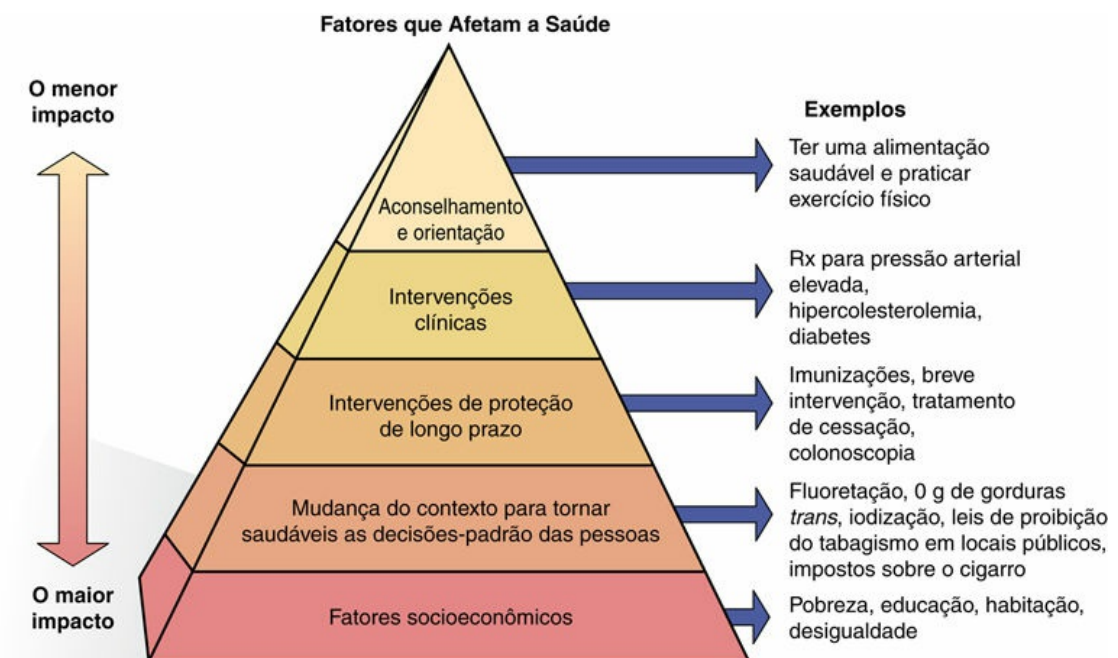 Fatores que Afetam a Saúde
O menor
impacto
Exemplos
Aconselhamento
e orientação
Ter uma alimentação
saudável e praticar
exercício físico
Intervenções
clínicas
Rx para pressão arterial
elevada,
hipercolesterolemia,
diabetes
Intervenções de proteção
de longo prazo
Imunizações, breve
intervenção, tratamento
de cessação,
colonoscopia
Mudança do contexto para tornar
saudáveis as decisões-padrão das pessoas
Fluoretação, 0 g de gorduras
trans, iodização, leis de proibição
do tabagismo em locais públicos,
impostos sobre o cigarro
O maior
impacto
Fatores socioeconômicos
Pobreza, educação, habitação,
desigualdade